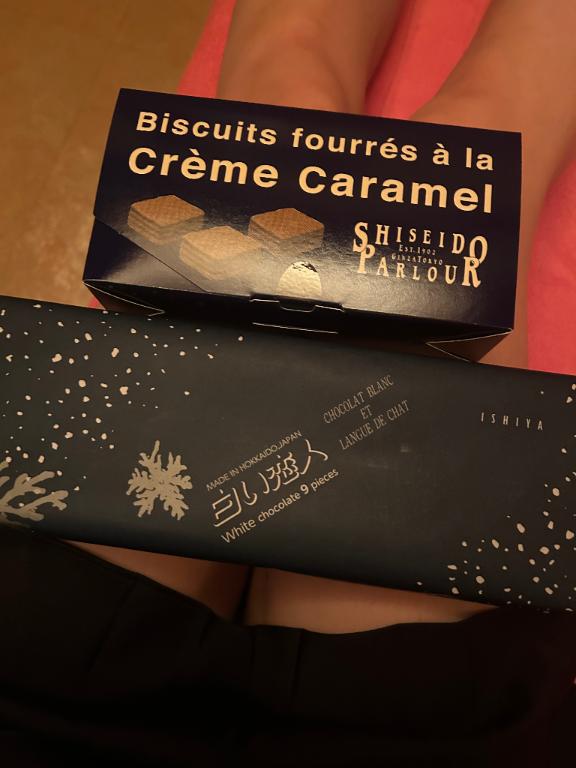 Biscuits fourrés à la
Crème Caramel
SHISEIDO
EST.1902
GINZA TOKYO
PARLOUR
CHOCOLAT BLANC
ET
LANGUE DE CHAT
ISHIYA
MADE IN HOKKAIDO JAPAN
白い恋人
White chocolate 9 pieces